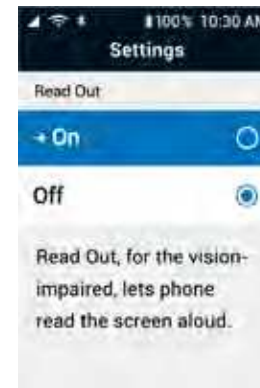 100% 10:30 AM
Settings
Read Out
→ On
Off
Read Out, for the vision-
impaired, lets phone
read the screen aloud.